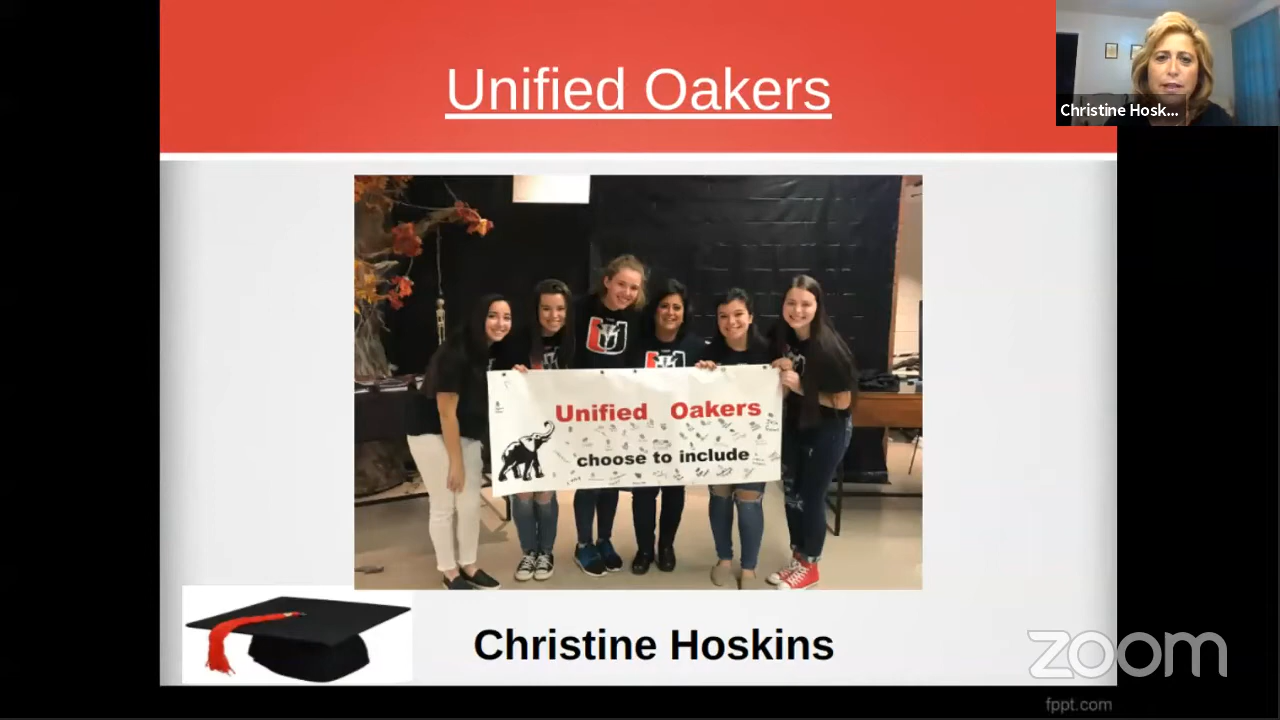 Unified Oakers
Christine Hosk...
Unified Oakers
choose to include
Christine Hoskins
zoom
fppt.com